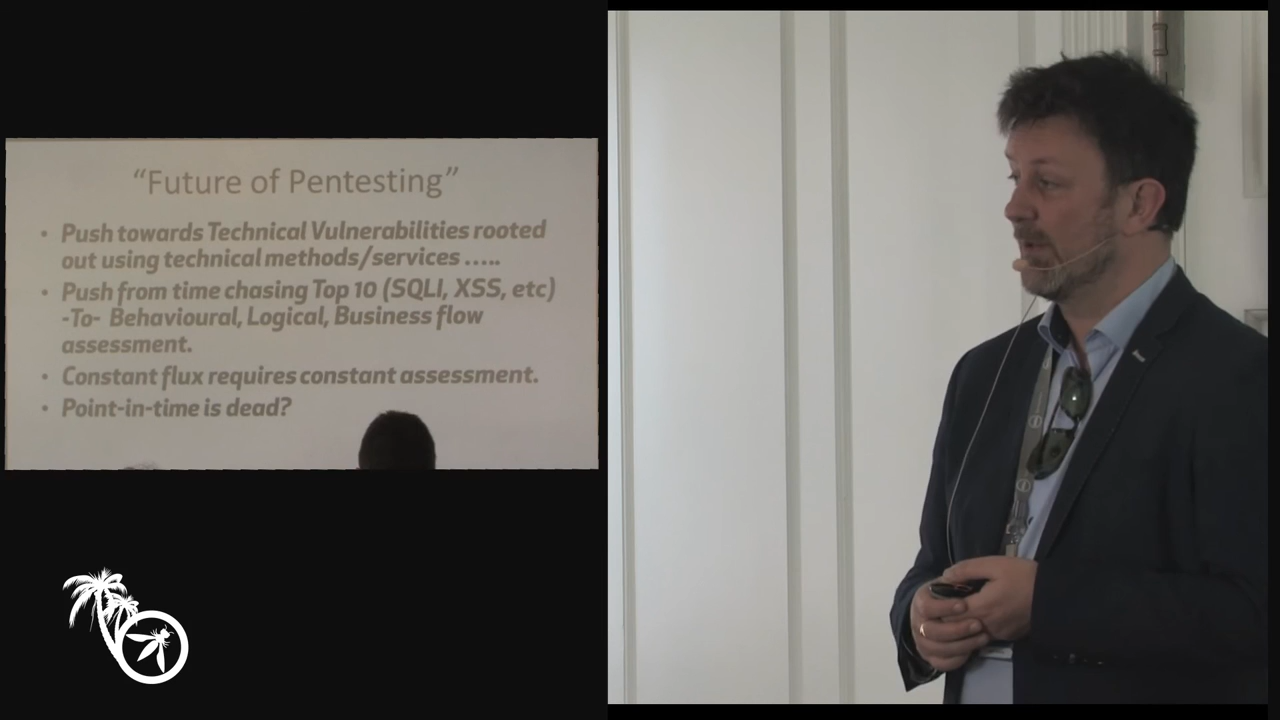 “Future of Pentesting”
• Push towards Technical Vulnerabilities rooted
out using technical methods/services …..
• Push from time chasing Top 10 (SQLI, XSS, etc)
-To- Behavioural, Logical, Business flow
assessment.
• Constant flux requires constant assessment.
• Point-in-time is dead?